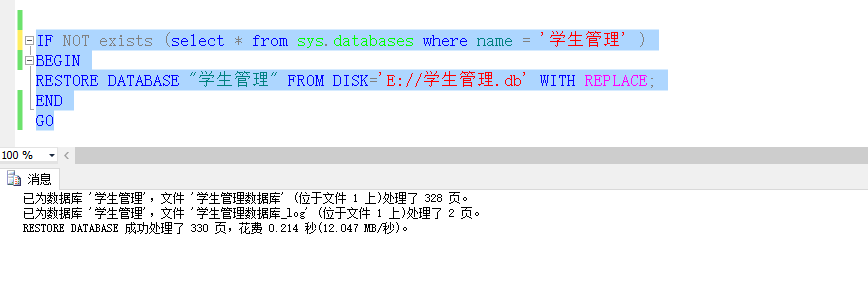 IF NOT exists (select * from sys.databases where name = '学生管理' )
BEGIN
RESTORE DATABASE "学生管理" FROM DISK='E://学生管理.db' WITH REPLACE;
END
GO
100 %
消息
已为数据库 '学生管理'，文件 '学生管理数据库' (位于文件 1 上)处理了 328 页。
已为数据库 '学生管理'，文件 '学生管理数据库_log' (位于文件 1 上)处理了 2 页。
RESTORE DATABASE 成功处理了 330 页，花费 0.214 秒(12.047 MB/秒)。